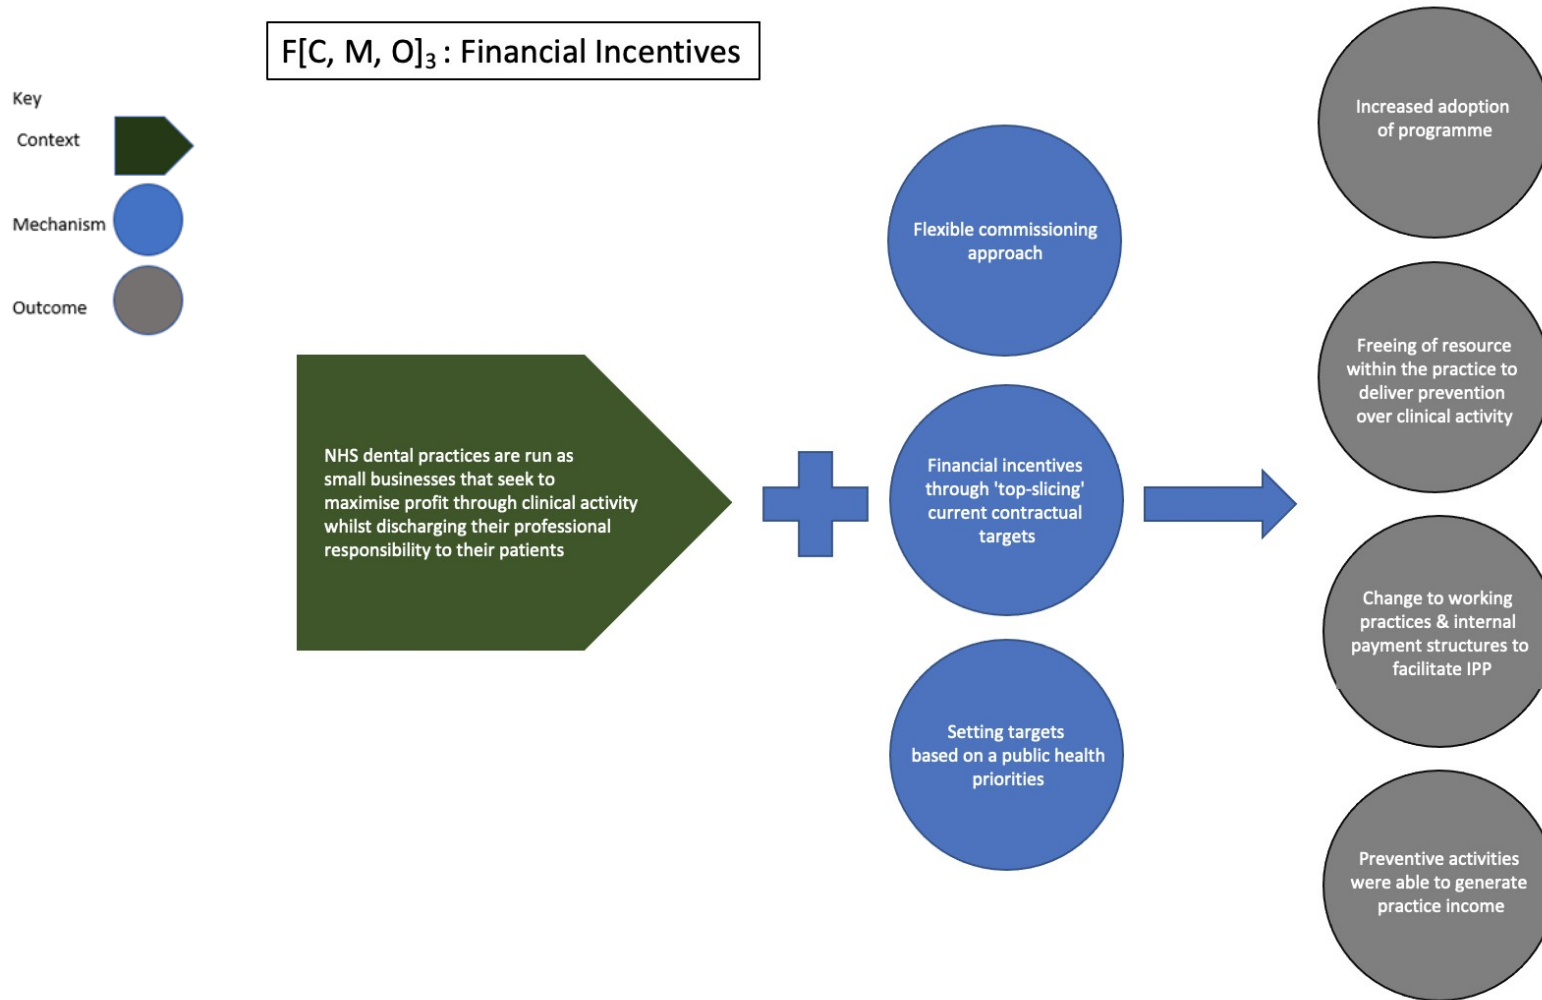 F[C, M, O]₃ : Financial Incentives
Key
Context
Mechanism
Outcome
NHS dental practices are run as
small businesses that seek to
maximise profit through clinical activity
whilst discharging their professional
responsibility to their patients
Flexible commissioning
approach
Financial incentives
through 'top-slicing'
current contractual
targets
Setting targets
based on a public health
priorities
Increased adoption
of programme
Freeing of resource
within the practice to
deliver prevention
over clinical activity
Change to working
practices & internal
payment structures to
facilitate IPP
Preventive activities
were able to generate
practice income